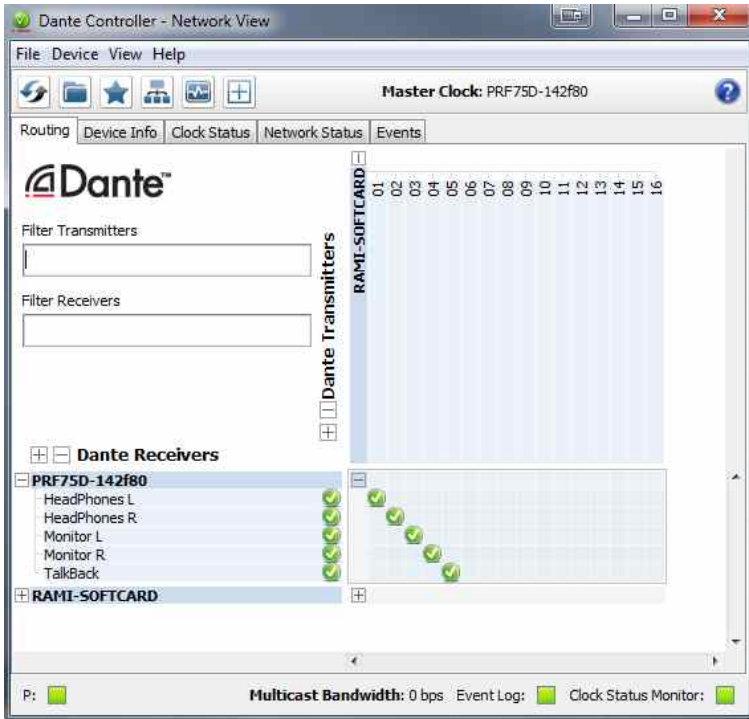 Dante Controller - Network View
File Device View Help
Master Clock: PRF75D-142f80
Routing Device Info Clock Status Network Status Events
Dante™
Filter Transmitters
Filter Receivers
Dante Transmitters
RAMI-SOFTCARD
01 02 03 04 05 06 07 08 09 10 11 12 13 14 15 16
Dante Receivers
PRF75D-142f80
HeadPhones L
HeadPhones R
Monitor L
Monitor R
TalkBack
RAMI-SOFTCARD
P: Multicast Bandwidth: 0 bps Event Log: Clock Status Monitor: